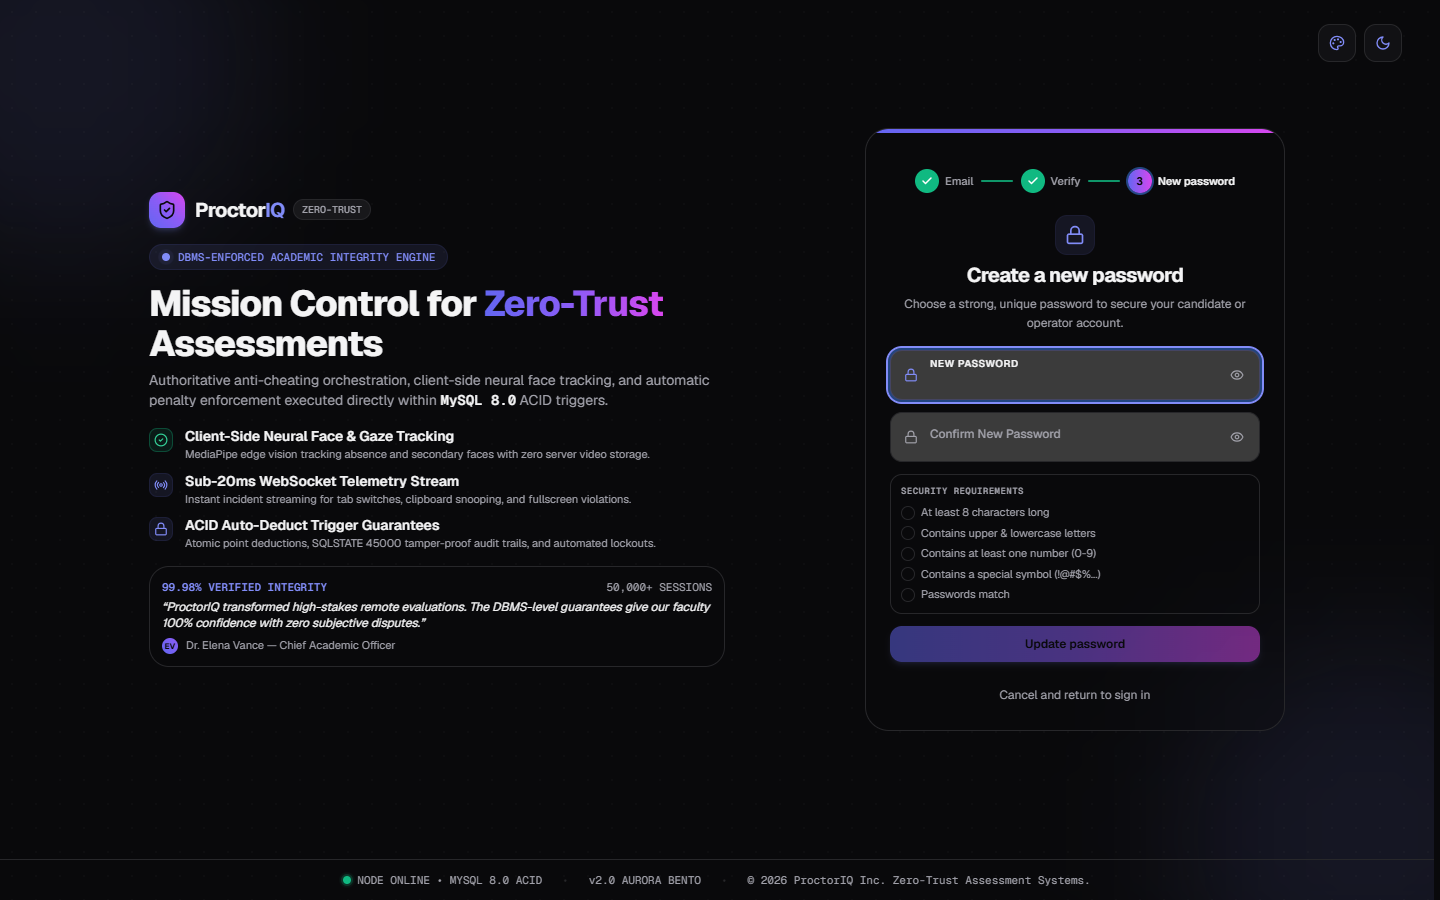 ProctorIQ ZERO-TRUST
DBMS-ENFORCED ACADEMIC INTEGRITY ENGINE
Mission Control for Zero-Trust
Assessments
Authoritative anti-cheating orchestration, client-side neural face tracking, and automatic
penalty enforcement executed directly within MySQL 8.0 ACID triggers.
Client-Side Neural Face & Gaze Tracking
MediaPipe edge vision tracking absence and secondary faces with zero server video storage.
Sub-20ms WebSocket Telemetry Stream
Instant incident streaming for tab switches, clipboard snooping, and fullscreen violations.
ACID Auto-Deduct Trigger Guarantees
Atomic point deductions, SQLSTATE 45000 tamper-proof audit trails, and automated lockouts.
99.98% VERIFIED INTEGRITY 50,000+ SESSIONS
“ProctorIQ transformed high-stakes remote evaluations. The DBMS-level guarantees give our faculty
100% confidence with zero subjective disputes.”
EV Dr. Elena Vance — Chief Academic Officer
Email Verify 3 New password
Create a new password
Choose a strong, unique password to secure your candidate or
operator account.
NEW PASSWORD
Confirm New Password
SECURITY REQUIREMENTS
At least 8 characters long
Contains upper & lowercase letters
Contains at least one number (0-9)
Contains a special symbol (!@#$%...)
Passwords match
Update password
Cancel and return to sign in
NODE ONLINE • MYSQL 8.0 ACID · v2.0 AURORA BENTO · © 2026 ProctorIQ Inc. Zero-Trust Assessment Systems.